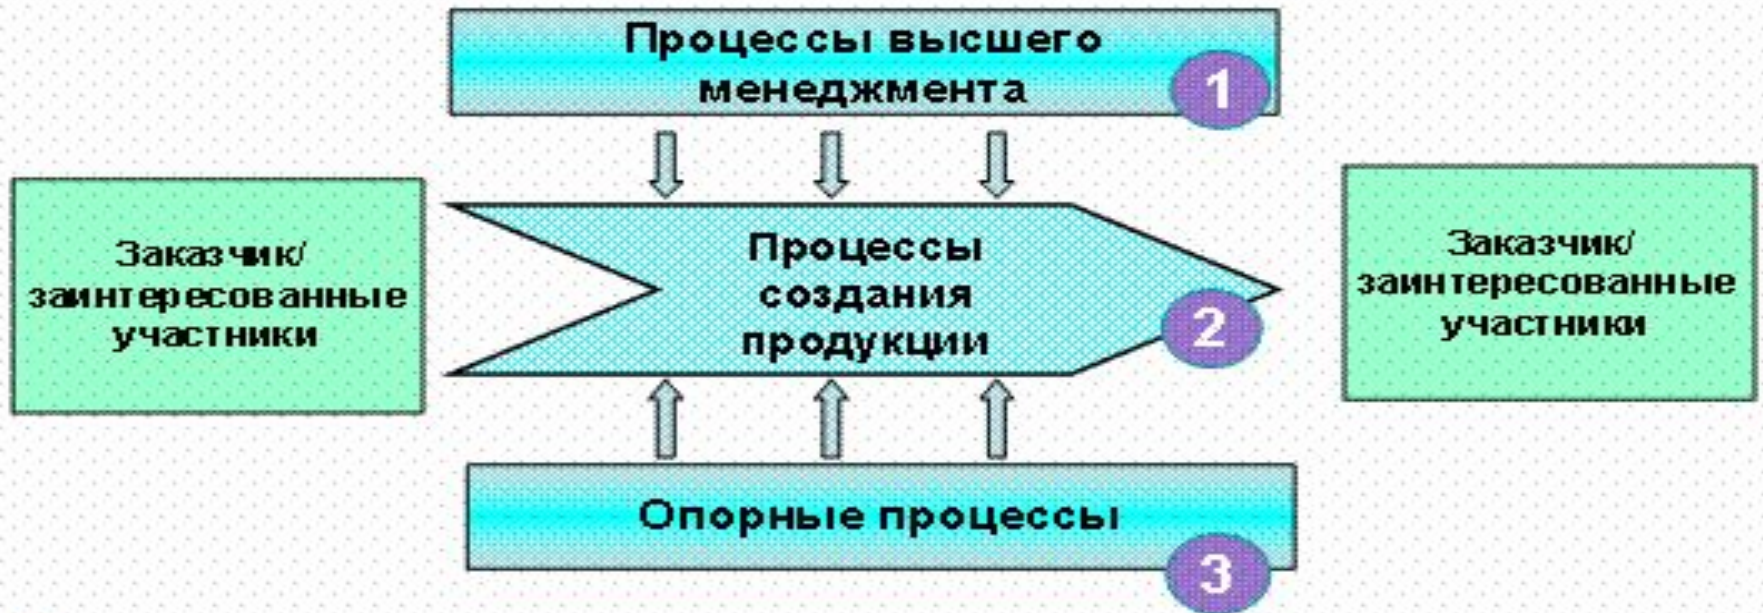 Процессы высшего
менеджмента
1
Заказчик/
заинтересованные
участники
Процессы
создания
продукции
2
Заказчик/
заинтересованные
участники
Опорные процессы
3